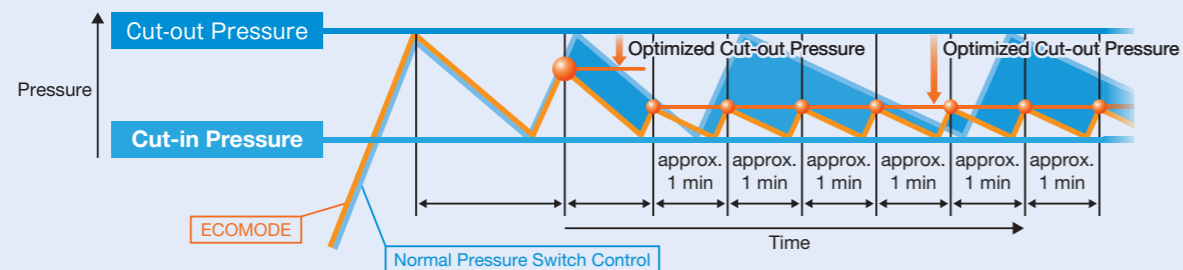 Cut-out Pressure
Optimized Cut-out Pressure
Optimized Cut-out Pressure
Pressure
Cut-in Pressure
approx.
1 min
approx.
1 min
approx.
1 min
approx.
1 min
approx.
1 min
approx.
1 min
ECOMODE
Time
Normal Pressure Switch Control